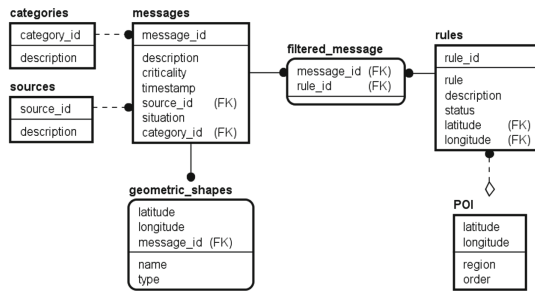 categories
category_id
description
sources
source_id
description
messages
message_id
description
criticality
timestamp
source_id (FK)
situation
category_id (FK)
filtered_message
message_id (FK)
rule_id (FK)
rules
rule_id
rule
description
status
latitude (FK)
longitude (FK)
geometric_shapes
latitude
longitude
message_id (FK)
name
type
POI
latitude
longitude
region
order